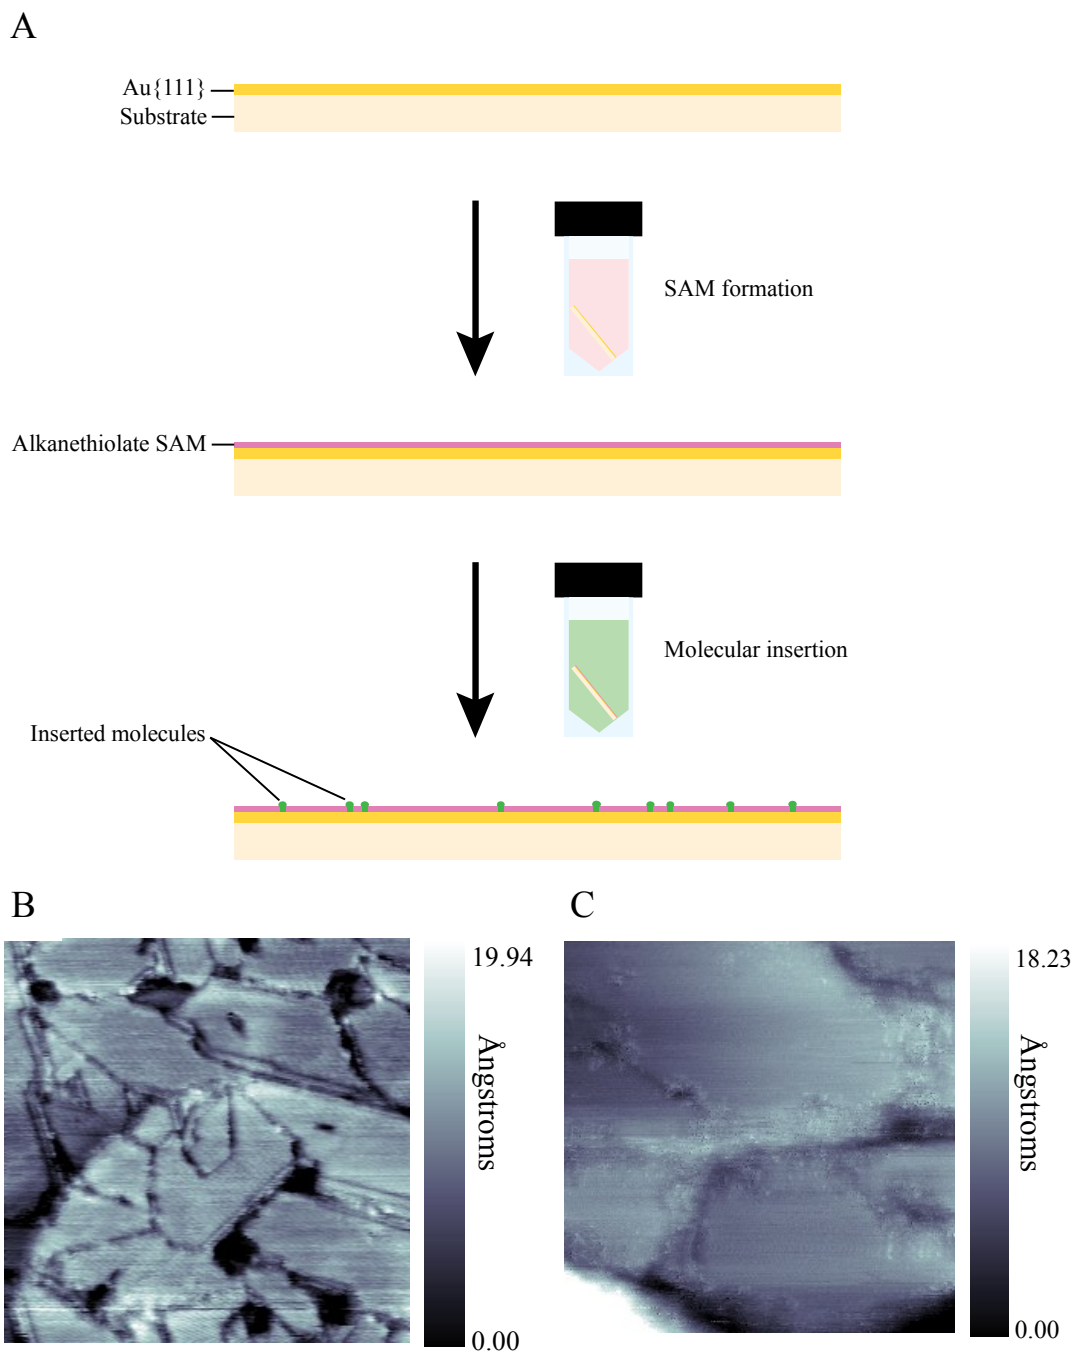 A
Au{111}
Substrate
SAM formation
Alkanethiolate SAM
Molecular insertion
Inserted molecules
B
19.94
Ångstroms
0.00
C
18.23
Ångstroms
0.00